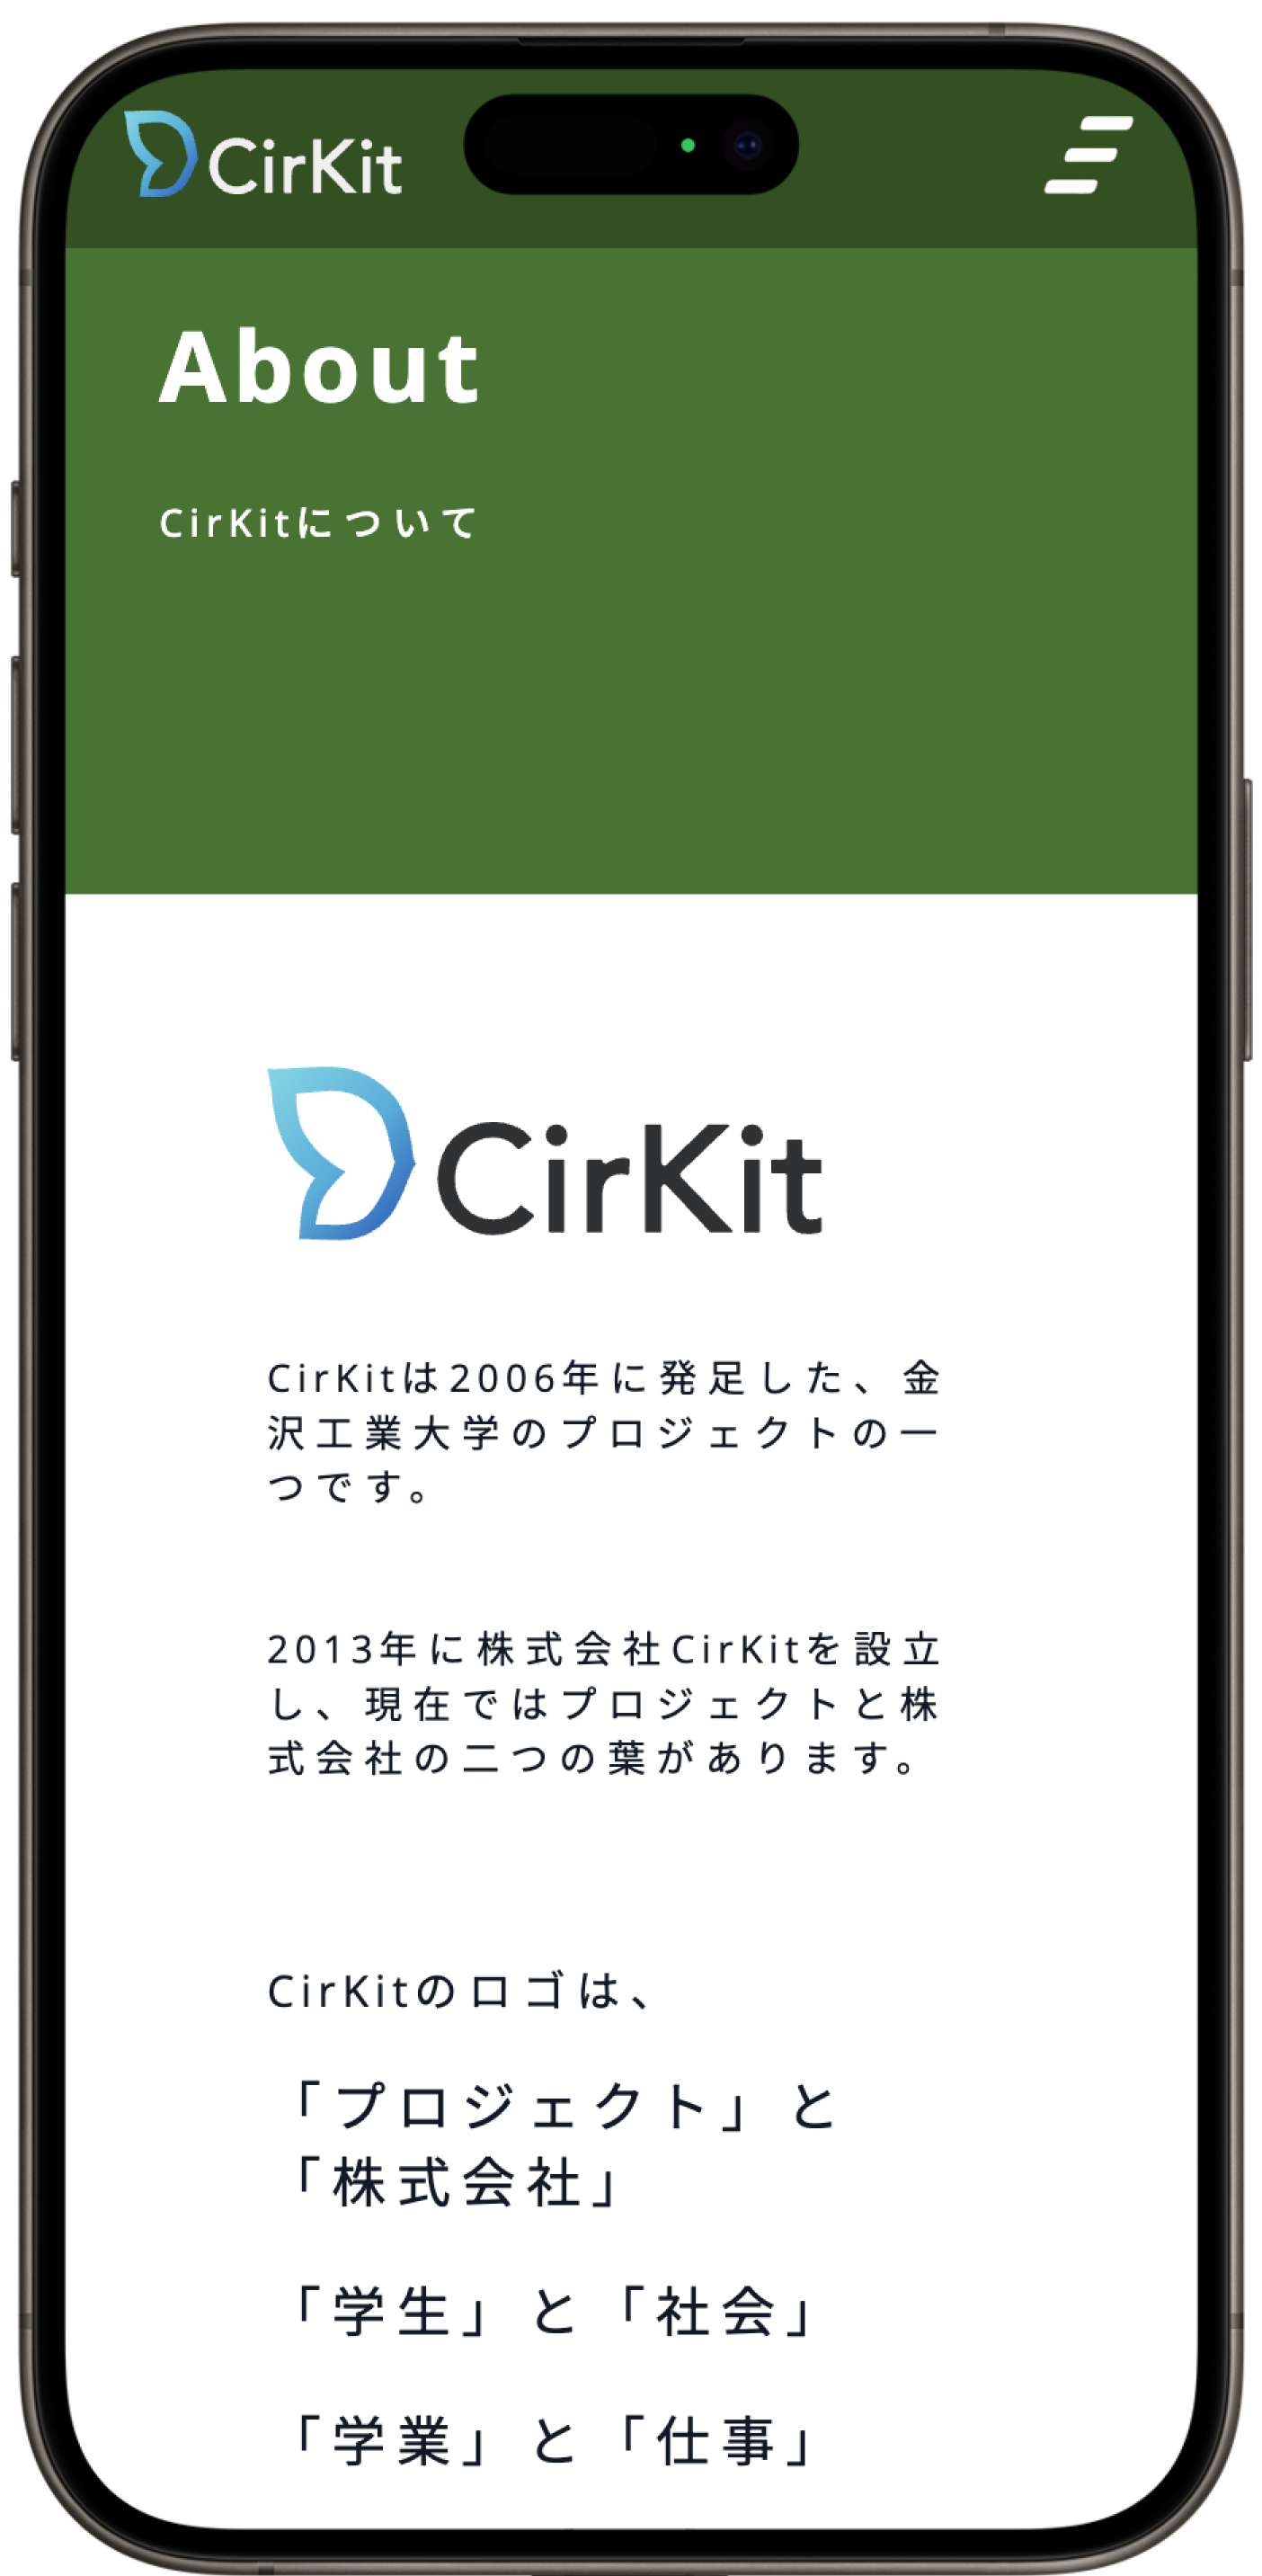 CirKit
About
CirKitについて
CirKit
CirKitは2006年に発足した、金
沢工業大学のプロジェクトの一
つです。
2013年に株式会社CirKitを設立
し、現在ではプロジェクトと株
式会社の二つの葉があります。
CirKitのロゴは、
「プロジェクト」と
「株式会社」
「学生」と「社会」
「学業」と「仕事」